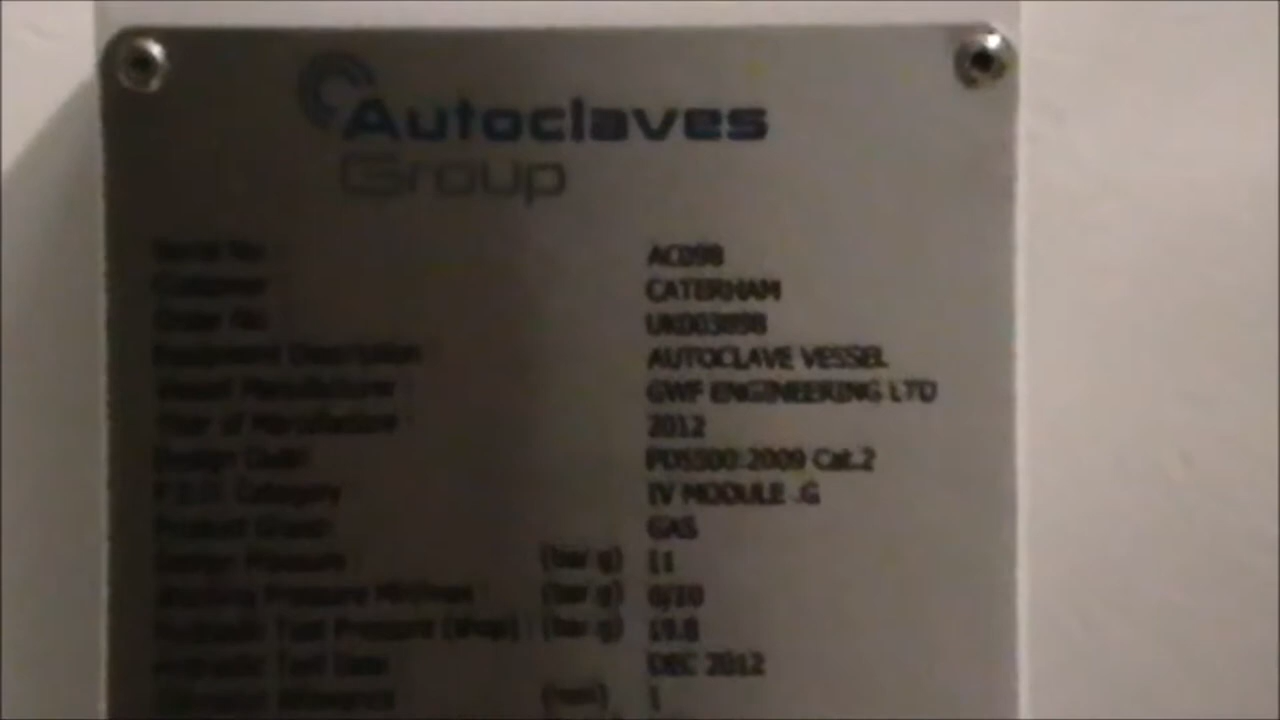 Autoclaves
Group
Serial No. : AC098
Customer CATERHAM
Order No. UK003898
Equipment Description : AUTOCLAVE VESSEL
Vessel Manufacturer : GWF ENGINEERING LTD
Year of Manufacture : 2012
Design Code: PD5500:2009 Cat.2
Category : IV MODULE .G
Product GAS
Design Pressure : (bar g) 11
Working Pressure Min/max (bar g) 0/10
Hydraulic Test Pressure (shop) : (bar g) 19.8
Hydraulic Test Date : DEC 2012
Allowance (mm) 1